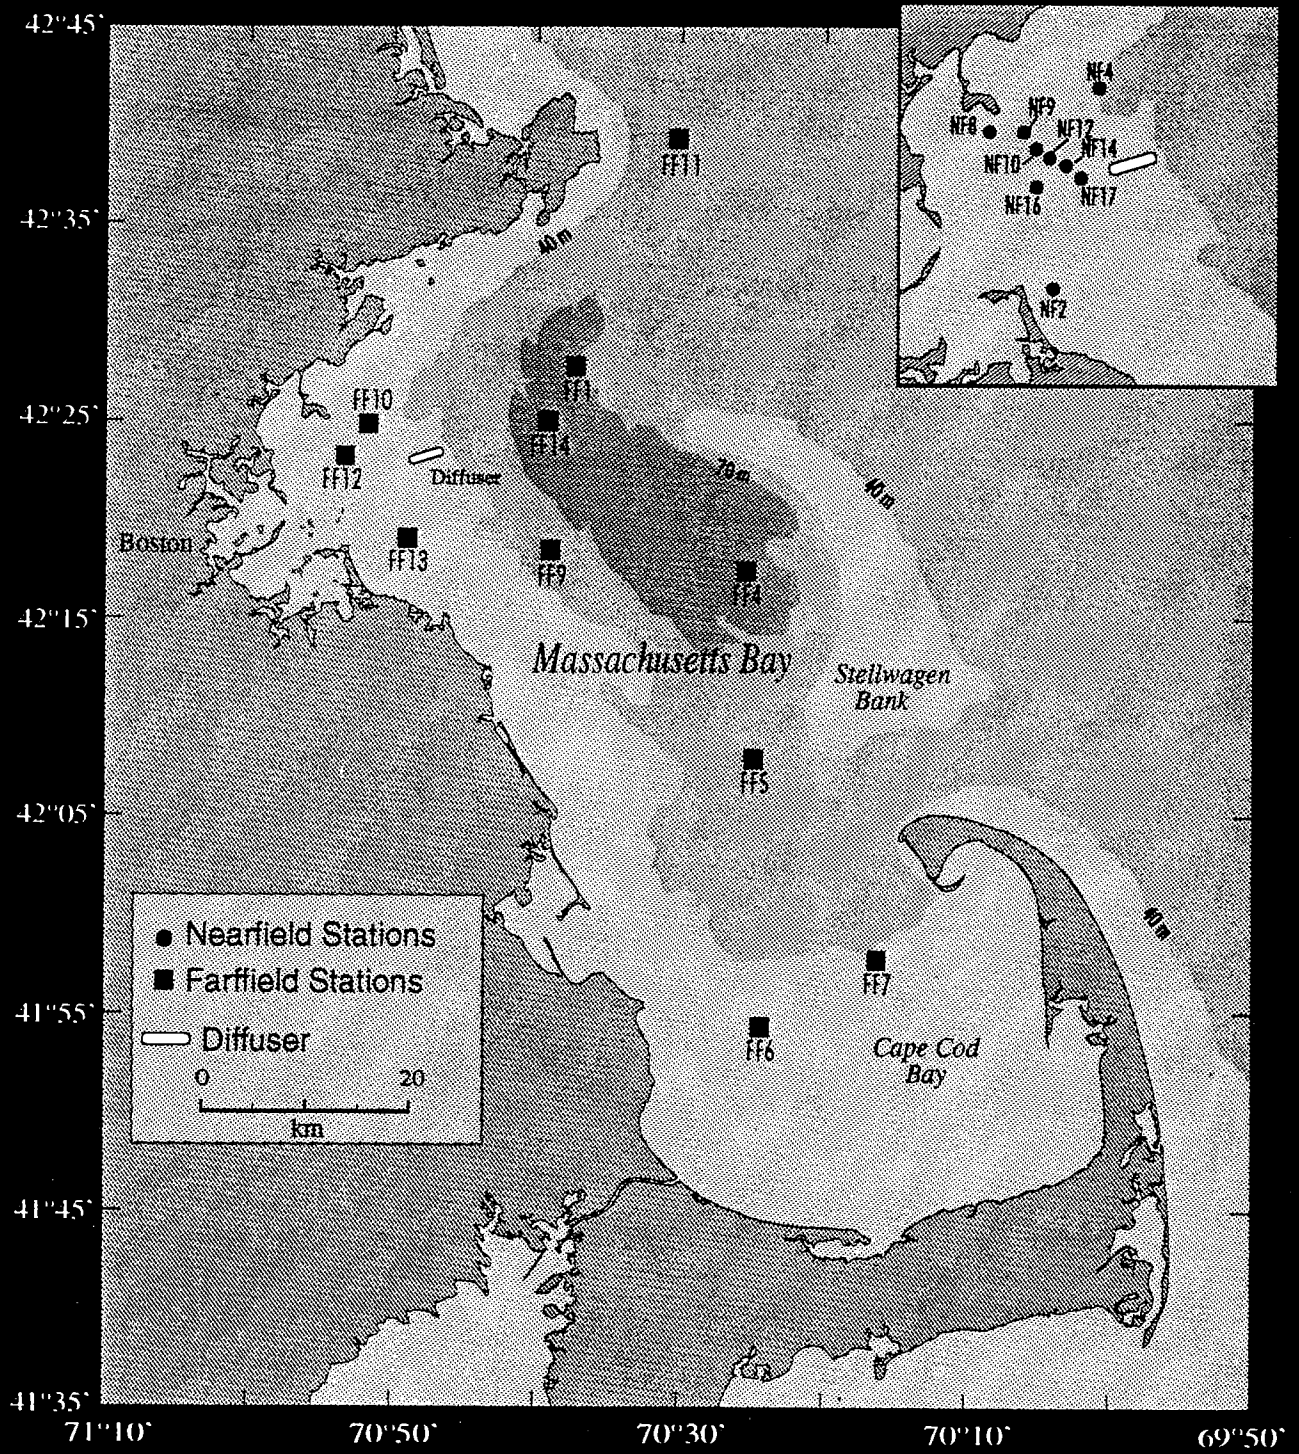 42°45'
NF4
NF9
NF8
NF12
NF14
NF10
NF17
NF16
NF2
FF11
42°35'
40 m
FF1
FF10
42°25'
FF14
70 m
FF12
Diffuser
40 m
Boston
FF13
FF9
FF4
42°15'
Massachusetts Bay
Stellwagen
Bank
FF5
42°05'
40 m
Nearfield Stations
Farffield Stations
FF7
41°55'
FF6
Diffuser
Cape Cod
Bay
0 20
km
41°45'
41°35'
71°10' 70°50' 70°30' 70°10' 69°50'